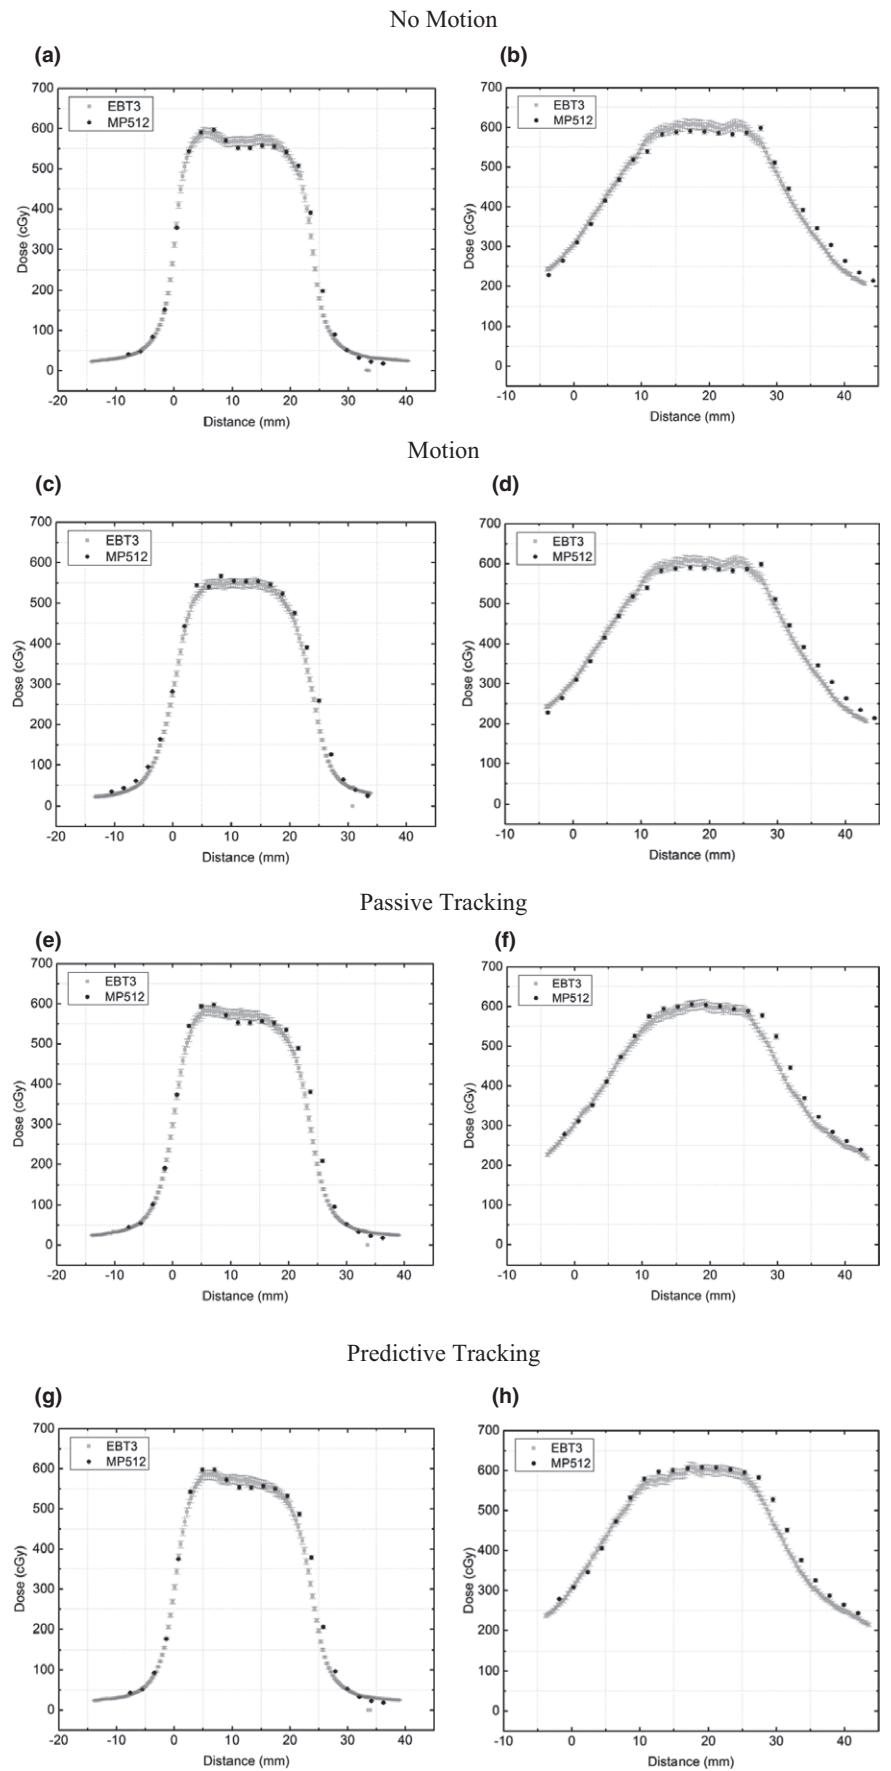 No Motion
(a)
(b)
700
600
500
400
300
200
100
0
Dose (cGy)
EBT3
MP512
-20
-10
0
10
20
30
40
Distance (mm)
700
600
500
400
300
200
100
0
Dose (cGy)
EBT3
MP512
-10
0
10
20
30
40
Distance (mm)
Motion
(c)
(d)
700
600
500
400
300
200
100
0
Dose (cGy)
EBT3
MP512
-20
-10
0
10
20
30
40
Distance (mm)
700
600
500
400
300
200
100
0
Dose (cGy)
EBT3
MP512
-10
0
10
20
30
40
Distance (mm)
Passive Tracking
(e)
(f)
700
600
500
400
300
200
100
0
Dose (cGy)
EBT3
MP512
-20
-10
0
10
20
30
40
Distance (mm)
700
600
500
400
300
200
100
0
Dose (cGy)
EBT3
MP512
-10
0
10
20
30
40
Distance (mm)
Predictive Tracking
(g)
(h)
700
600
500
400
300
200
100
0
Dose (cGy)
EBT3
MP512
-20
-10
0
10
20
30
40
Distance (mm)
700
600
500
400
300
200
100
0
Dose (cGy)
EBT3
MP512
-10
0
10
20
30
40
Distance (mm)